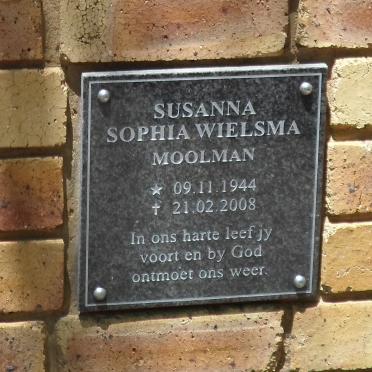 SUSANNA
SOPHIA WIELSMA
MOOLMAN
★ 09.11.1944
✝ 21.02.2008
In ons harte leef jy
voort en by God
ontmoet ons weer.